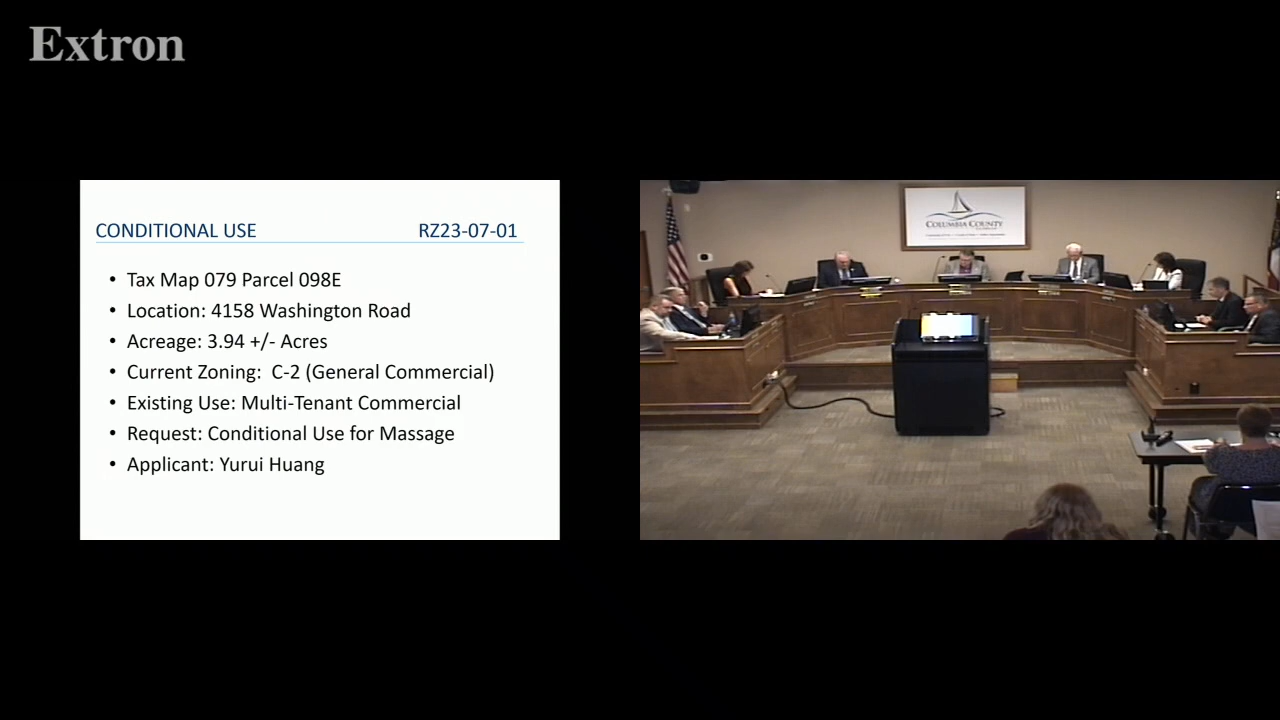 Extron
CONDITIONAL USE RZ23-07-01
• Tax Map 079 Parcel 098E
• Location: 4158 Washington Road
• Acreage: 3.94 +/- Acres
• Current Zoning:  C-2 (General Commercial)
• Existing Use: Multi-Tenant Commercial
• Request: Conditional Use for Massage
• Applicant: Yurui Huang
COLUMBIA COUNTY